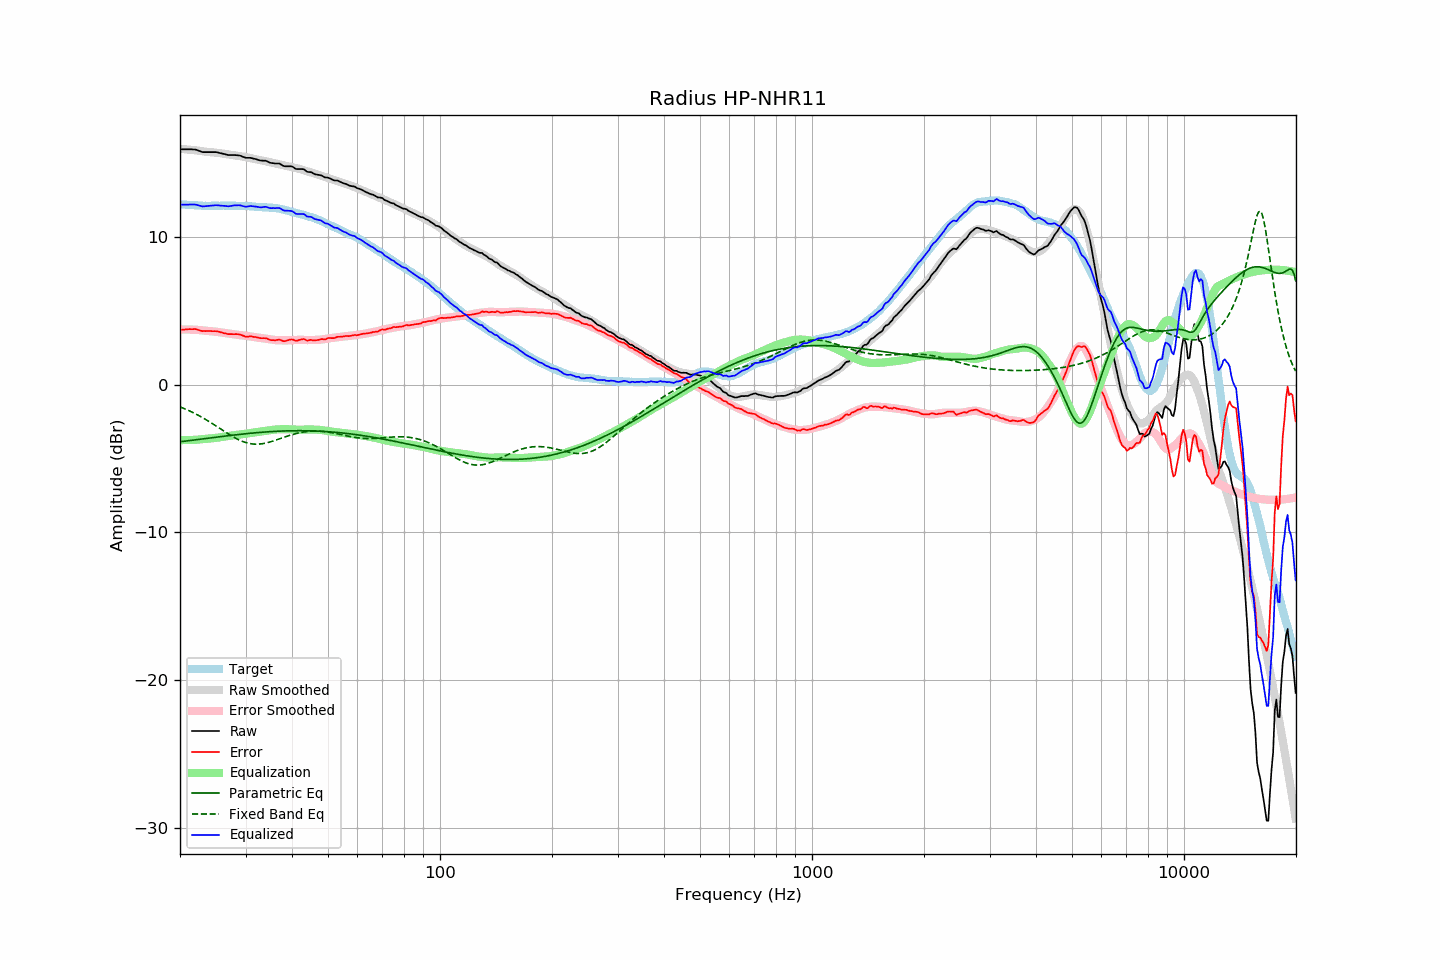 Radius HP-NHR11
Amplitude (dBr)
10
0
−10
−20
−30
Target
Raw Smoothed
Error Smoothed
Raw
Error
Equalization
Parametric Eq
Fixed Band Eq
Equalized
100
1000
10000
Frequency (Hz)